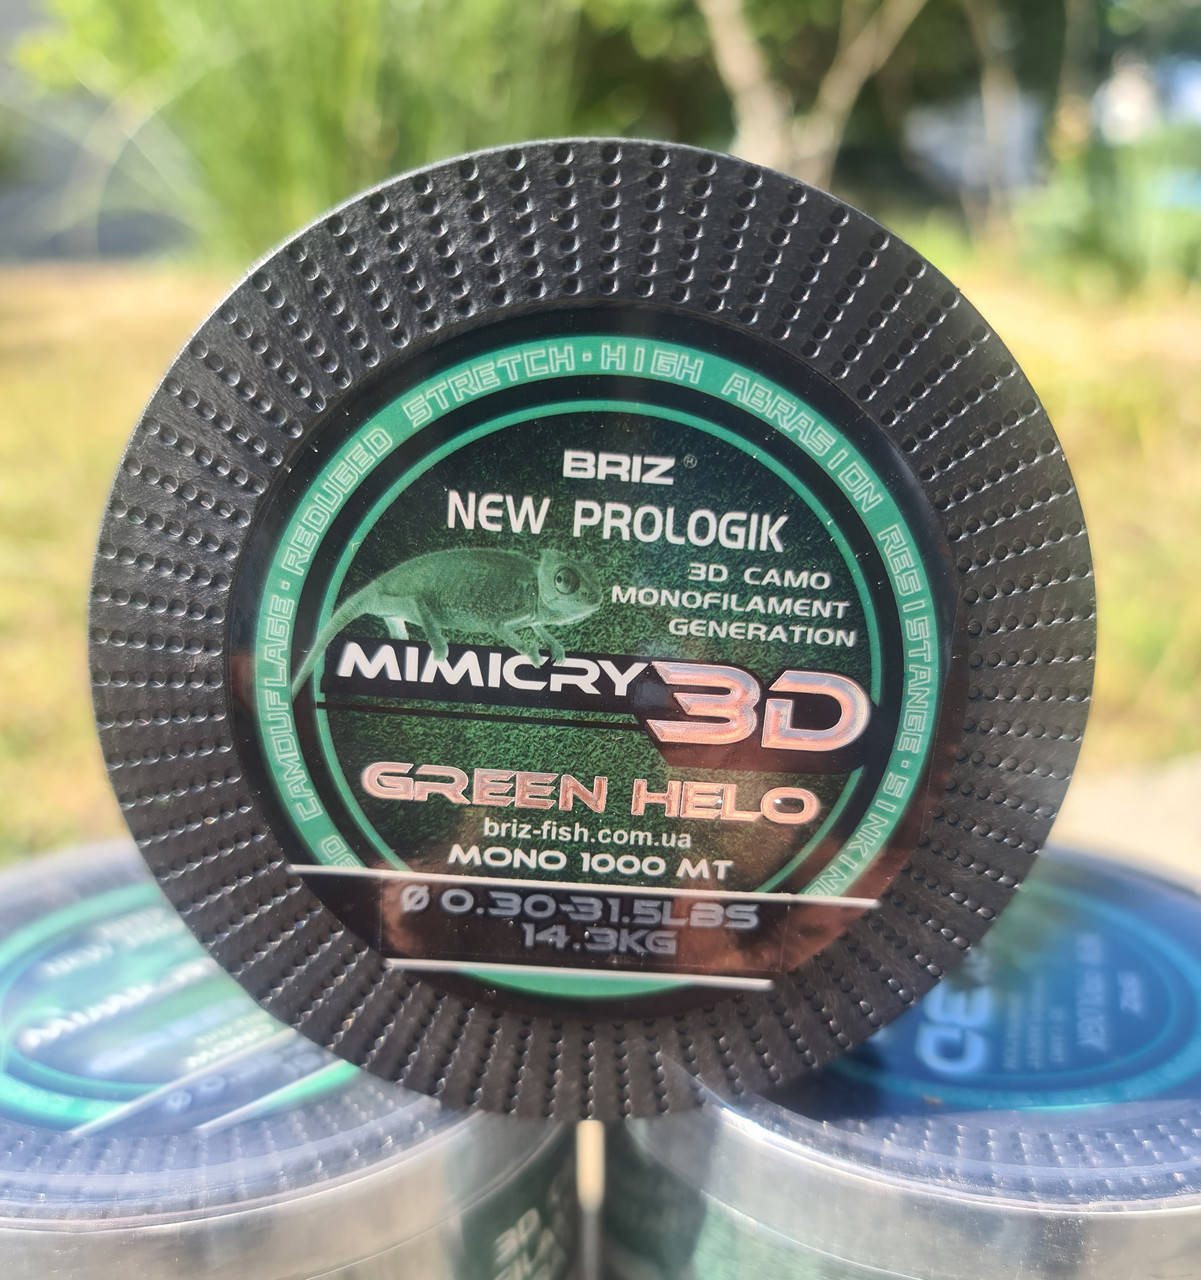 3D CAMOUFLAGE · REDUCED STRETCH · HIGH ABRASION RESISTANCE · SINKING
BRIZ®
NEW PROLOGIK
3D CAMO
MONOFILAMENT
GENERATION
MIMICRY 3D
GREEN HELO
briz-fish.com.ua
MONO 1000 MT
Ø 0.30-31.5LBS
14.3KG
3D